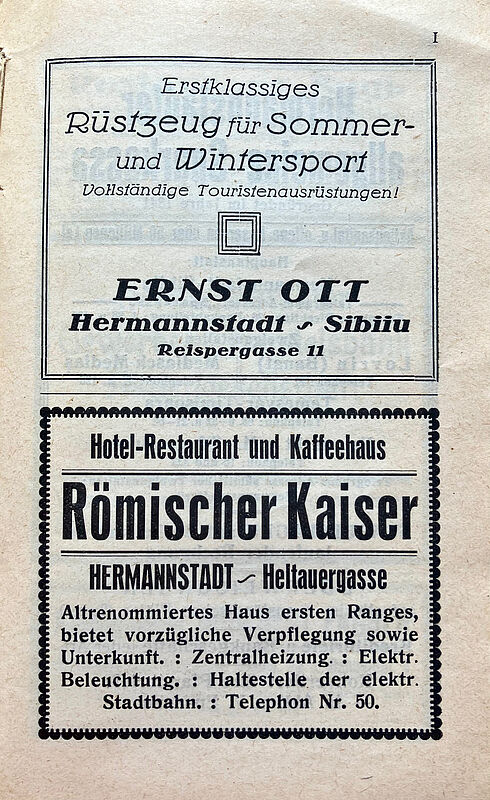 I
Erstklassiges
Rüstzeug für Sommer-
und Wintersport
Vollständige Touristenausrüstungen!
ERNST OTT
Hermannstadt ~ Sibiiu
Reispergasse 11
Hotel-Restaurant und Kaffeehaus
Römischer Kaiser
HERMANNSTADT ~ Heltauergasse
Altrenommiertes Haus ersten Ranges,
bietet vorzügliche Verpflegung sowie
Unterkunft. : Zentralheizung. : Elektr.
Beleuchtung. : Haltestelle der elektr.
Stadtbahn. : Telephon Nr. 50.